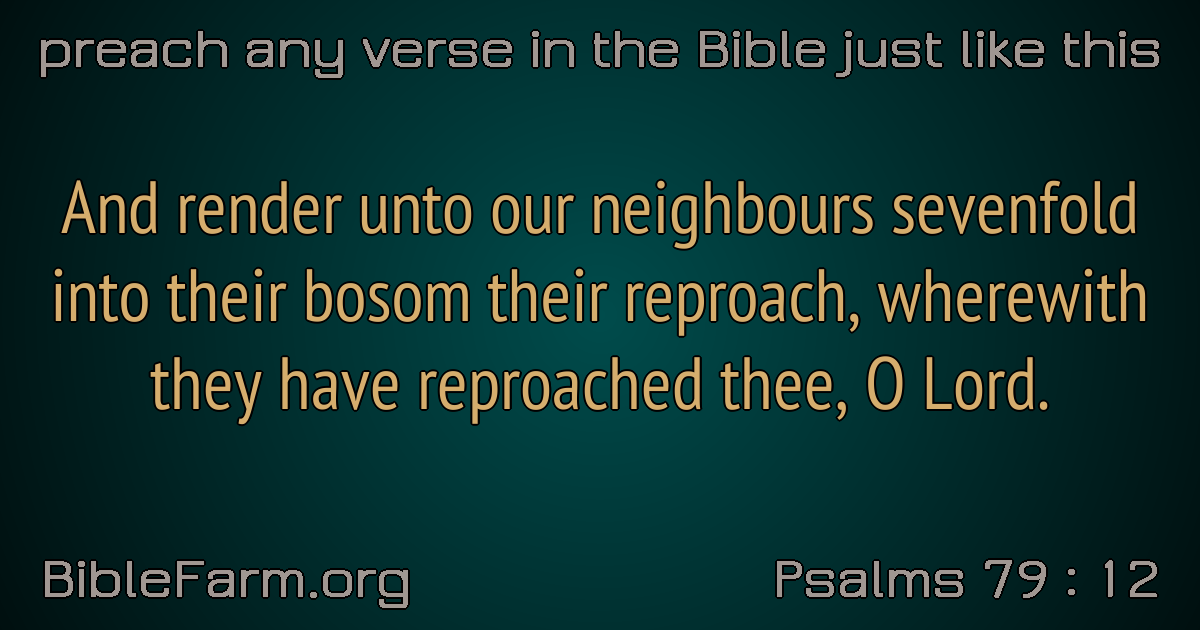 preach any verse in the Bible just like this
And render unto our neighbours sevenfold
into their bosom their reproach, wherewith
they have reproached thee, O Lord.
BibleFarm.org
Psalms 79 : 12